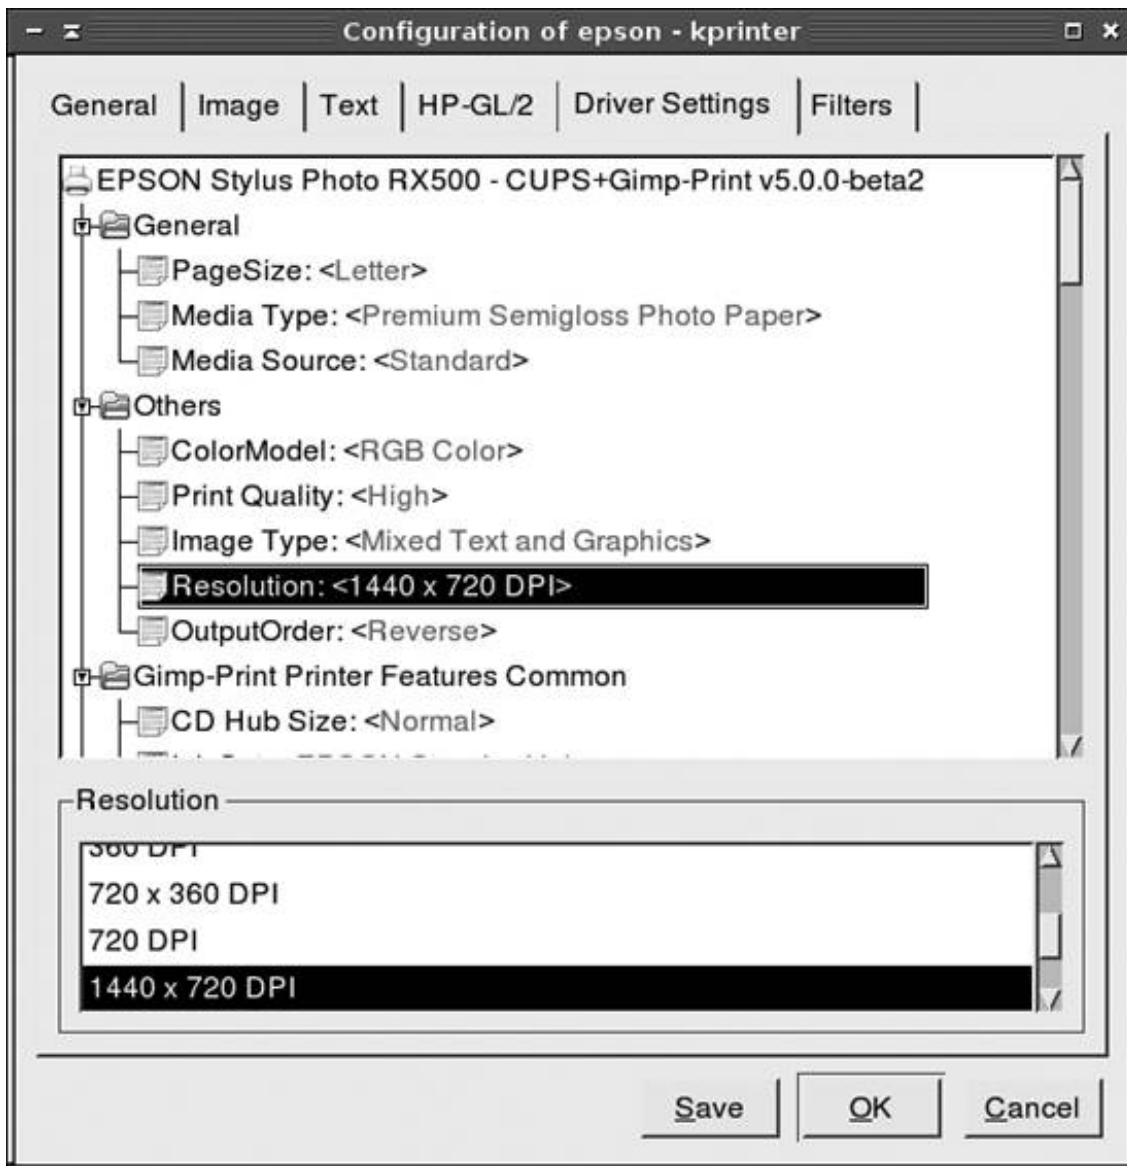 Configuration of epson - kprinter
General Image Text HP-GL/2 Driver Settings Filters
EPSON Stylus Photo RX500 - CUPS+Gimp-Print v5.0.0-beta2
General
PageSize: <Letter>
Media Type: <Premium Semigloss Photo Paper>
Media Source: <Standard>
Others
ColorModel: <RGB Color>
Print Quality: <High>
Image Type: <Mixed Text and Graphics>
Resolution: <1440 x 720 DPI>
OutputOrder: <Reverse>
Gimp-Print Printer Features Common
CD Hub Size: <Normal>
Resolution
360 DPI
720 x 360 DPI
720 DPI
1440 x 720 DPI
Save OK Cancel